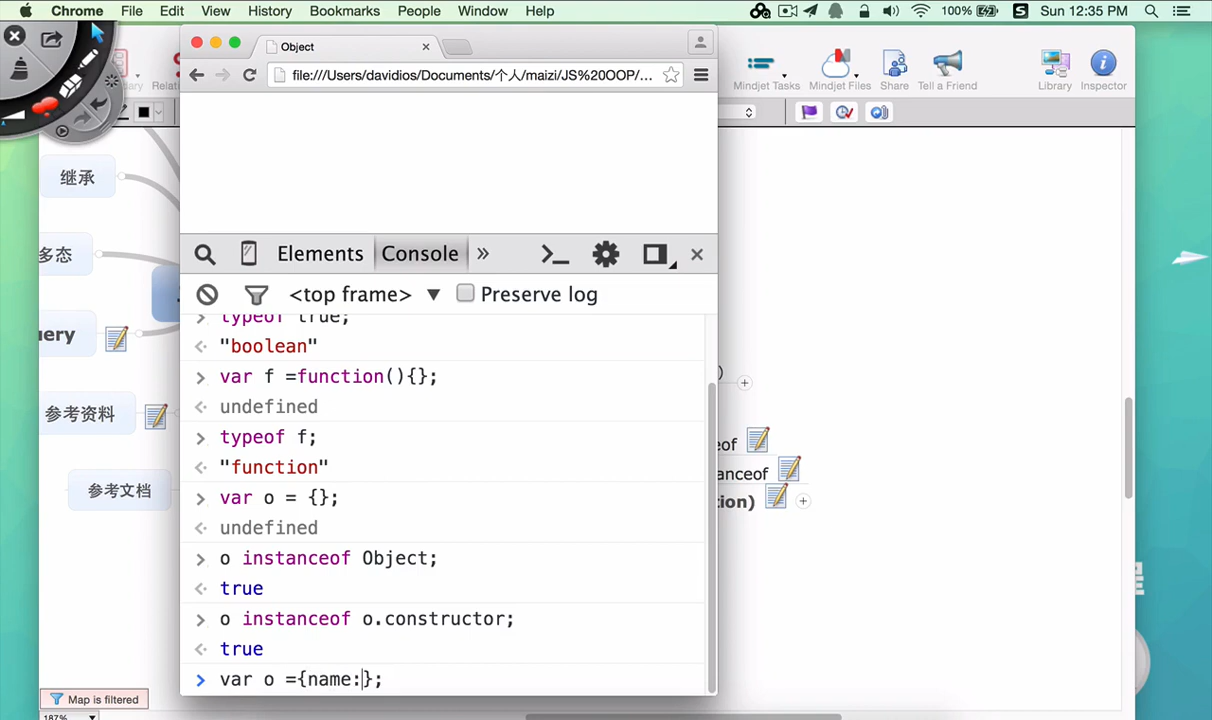 Chrome File Edit View History Bookmarks People Window Help 100% Sun 12:35 PM
Object
file:///Users/davidios/Documents/个人/maizi/JS%20OOP/...
Mindjet Tasks Mindjet Files Share Tell a Friend Library Inspector
继承
多态
参考资料
参考文档
Elements Console »
<top frame> ▼ Preserve log
typeof true;
"boolean"
var f =function(){};
undefined
typeof f;
"function"
var o = {};
undefined
o instanceof Object;
true
o instanceof o.constructor;
true
var o ={name:};
Map is filtered
187%